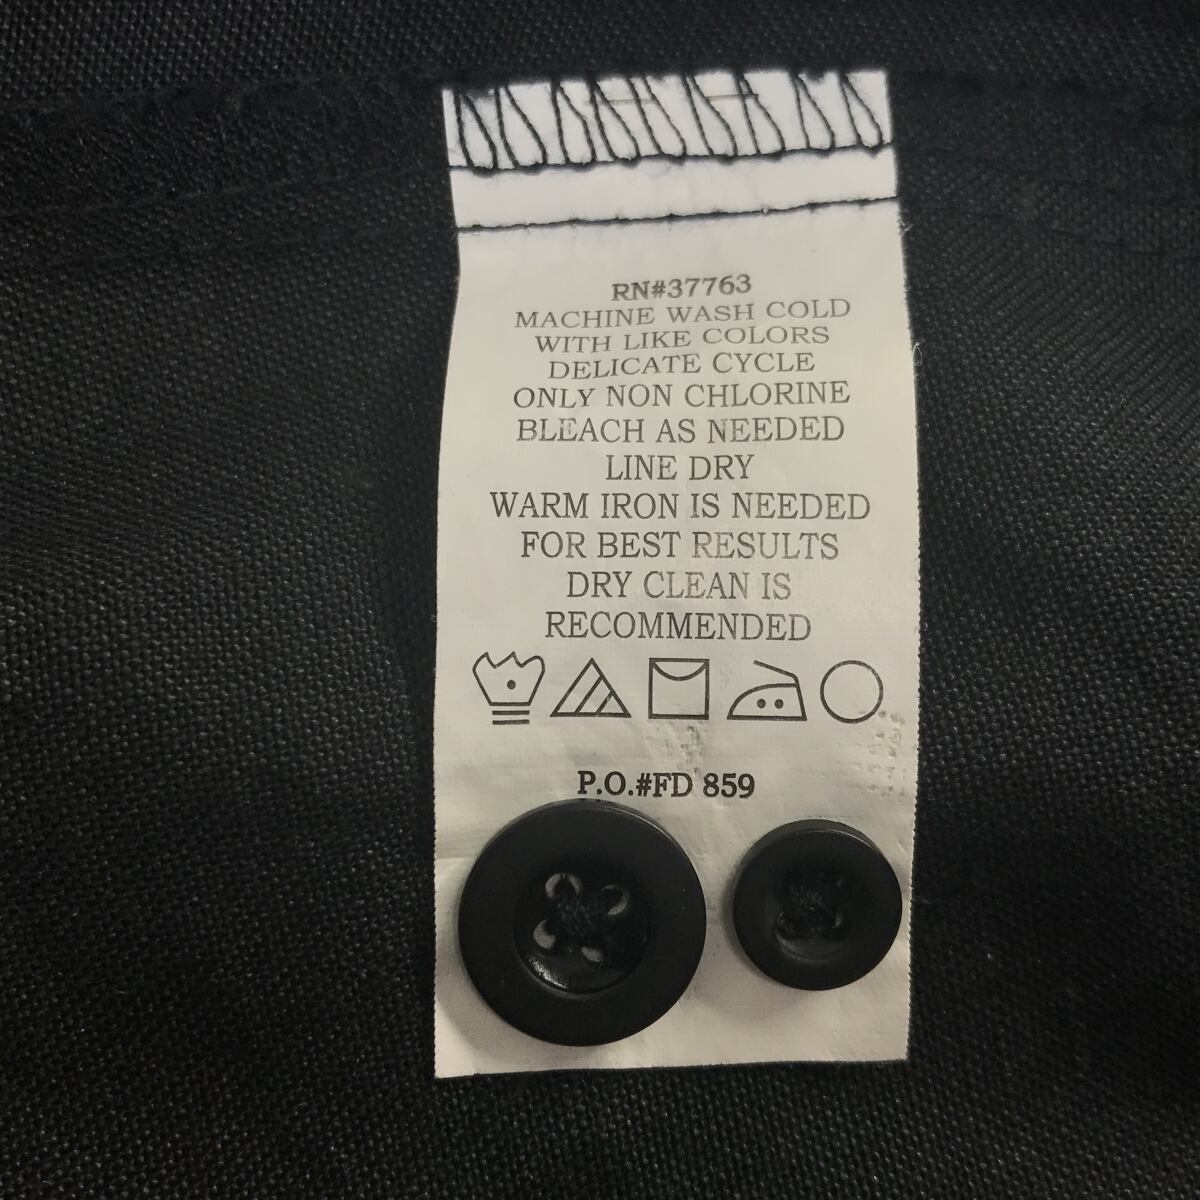 RN#37763
MACHINE WASH COLD
WITH LIKE COLORS
DELICATE CYCLE
ONLY NON CHLORINE
BLEACH AS NEEDED
LINE DRY
WARM IRON IS NEEDED
FOR BEST RESULTS
DRY CLEAN IS
RECOMMENDED
P.O.#FD 859